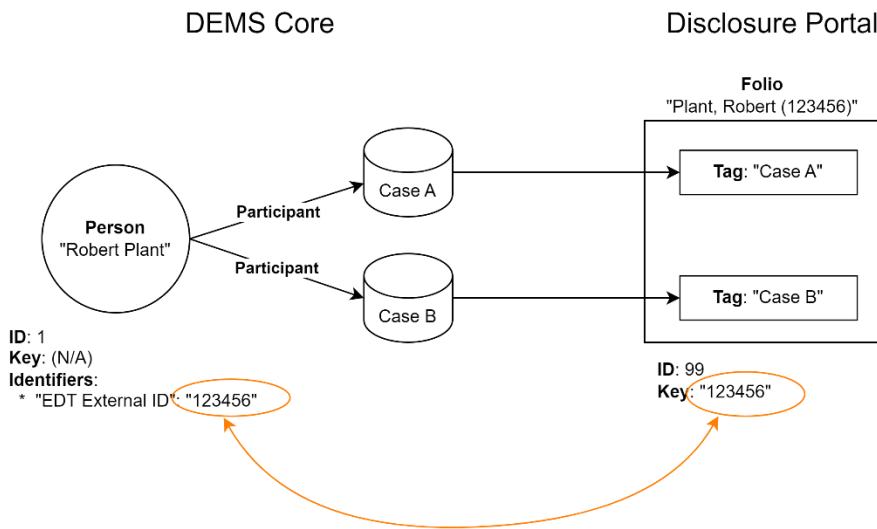 DEMS Core
Disclosure Portal
Folio
"Plant, Robert (123456)"
Person
"Robert Plant"
Participant
Participant
Case A
Case B
Tag: "Case A"
Tag: "Case B"
ID: 1
Key: (N/A)
Identifiers:
* "EDT External ID": "123456"
ID: 99
Key: "123456"